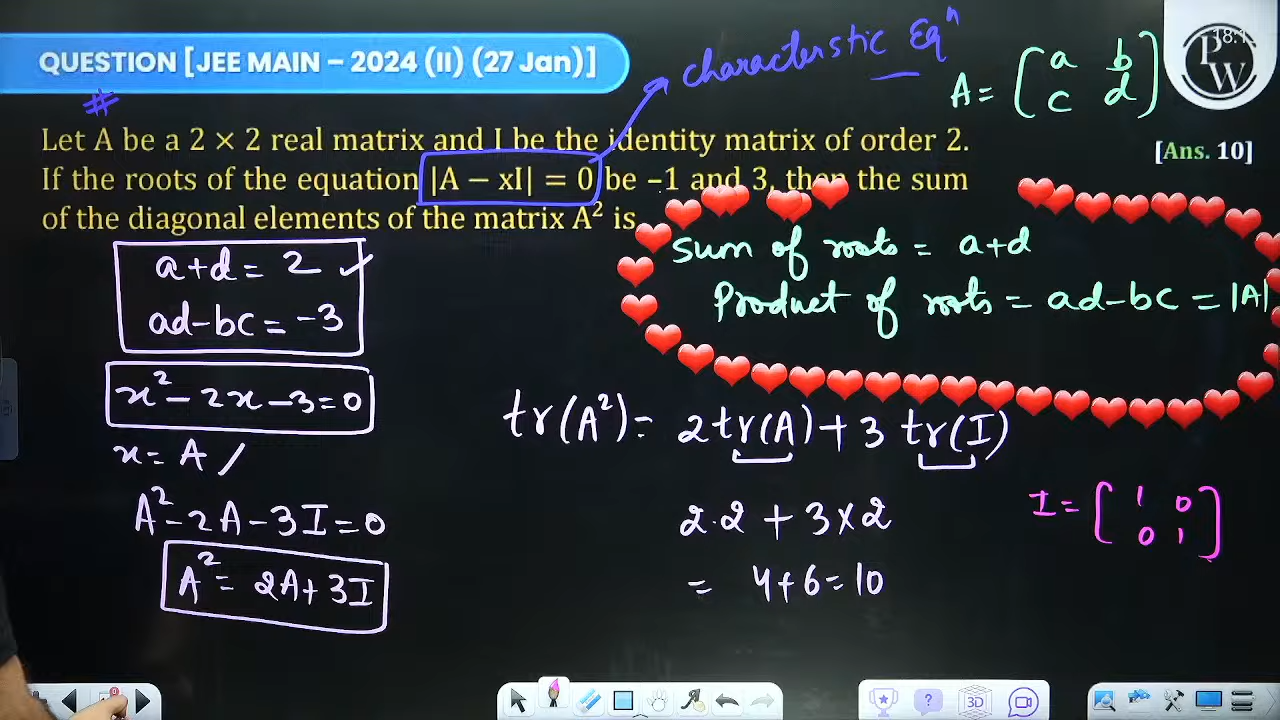 QUESTION [JEE MAIN – 2024 (II) (27 Jan)]
characterstic Eqⁿ
A = [a b
c d]
PW
#
Let A be a 2 × 2 real matrix and I be the identity matrix of order 2.
If the roots of the equation |A − xI| = 0 be –1 and 3, then the sum
of the diagonal elements of the matrix A² is
[Ans. 10]
a+d = 2 ✓
ad-bc = -3
x² - 2x - 3 = 0
x = A /
A² - 2A - 3I = 0
A² = 2A + 3I
Sum of roots = a+d
Product of roots = ad-bc = |A|
tr(A²) = 2tr(A) + 3 tr(I)
2.2 + 3×2
= 4+6=10
I = [1 0
0 1]
?
3D